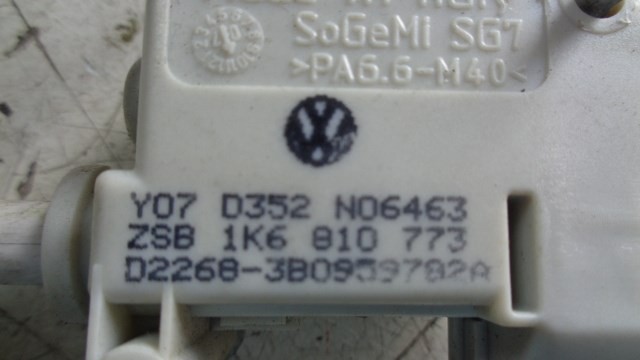 SoGeMi SG7
>PA6.6-M40<
Y07 D352 N06463
ZSB 1K6 810 773
D2268-3B0959782A